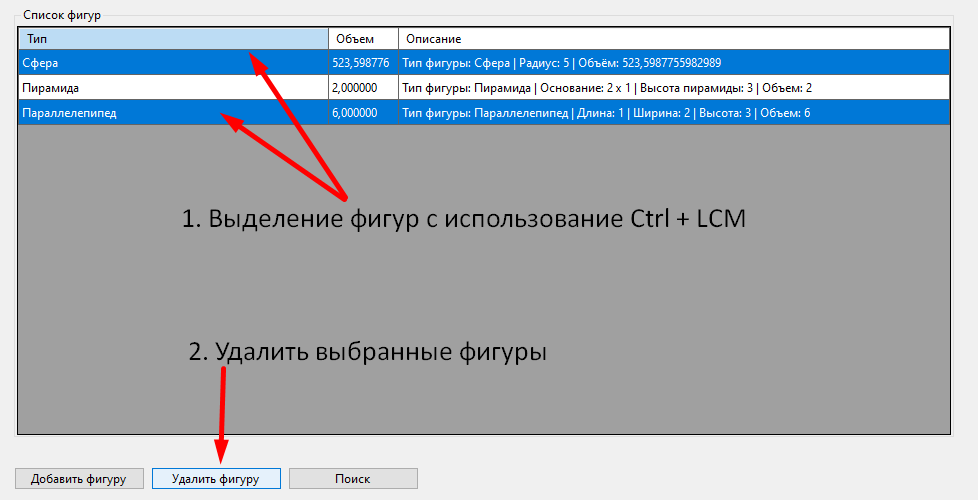 Список фигур
Тип Объем Описание
Сфера 523,598776 Тип фигуры: Сфера | Радиус: 5 | Объём: 523,5987755982989
Пирамида 2,000000 Тип фигуры: Пирамида | Основание: 2 x 1 | Высота пирамиды: 3 | Объем: 2
Параллелепипед 6,000000 Тип фигуры: Параллелепипед | Длина: 1 | Ширина: 2 | Высота: 3 | Объем: 6
1. Выделение фигур с использование Ctrl + LCM
2. Удалить выбранные фигуры
Добавить фигуру Удалить фигуру Поиск